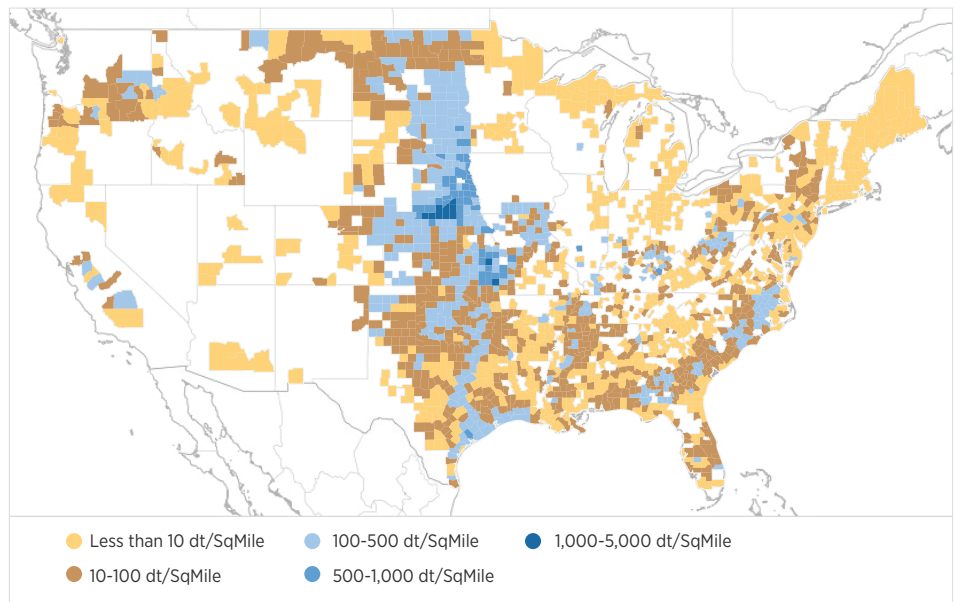 Less than 10 dt/SqMile
100-500 dt/SqMile
1,000-5,000 dt/SqMile
10-100 dt/SqMile
500-1,000 dt/SqMile